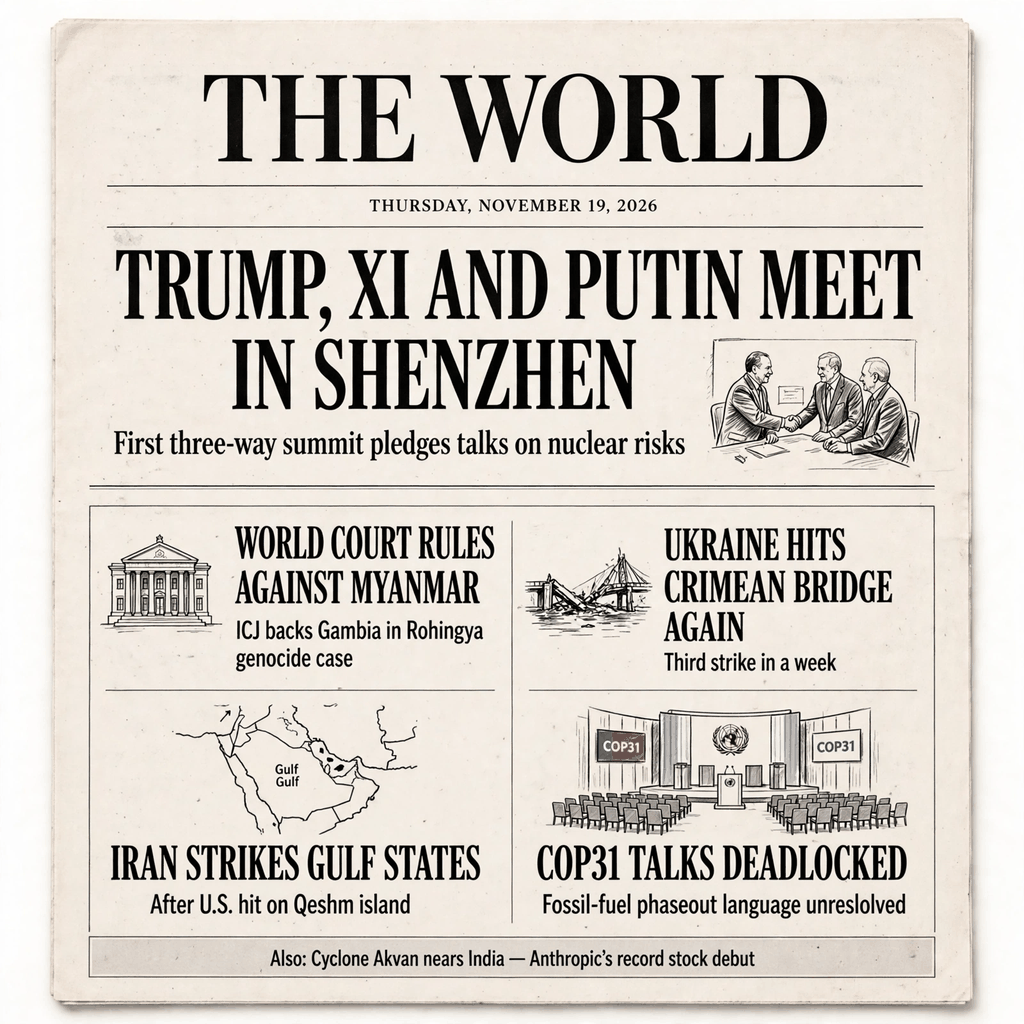 THE WORLD
THURSDAY, NOVEMBER 19, 2026
TRUMP, XI AND PUTIN MEET
IN SHENZHEN
First three-way summit pledges talks on nuclear risks
WORLD COURT RULES
AGAINST MYANMAR
ICJ backs Gambia in Rohingya
genocide case
UKRAINE HITS
CRIMEAN BRIDGE
AGAIN
Third strike in a week
Gulf
Gulf
IRAN STRIKES GULF STATES
After U.S. hit on Qeshm island
COP31
COP31
COP31 TALKS DEADLOCKED
Fossil-fuel phaseout language unreslolved
Also: Cyclone Akvan nears India — Anthropic's record stock debut